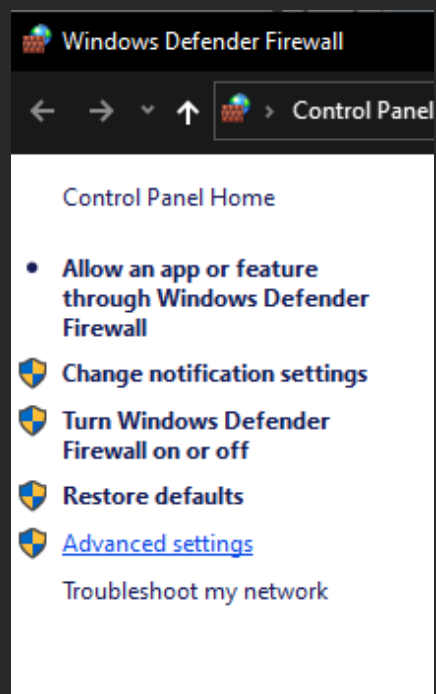 Windows Defender Firewall
Control Panel
Control Panel Home
Allow an app or feature
through Windows Defender
Firewall
Change notification settings
Turn Windows Defender
Firewall on or off
Restore defaults
Advanced settings
Troubleshoot my network